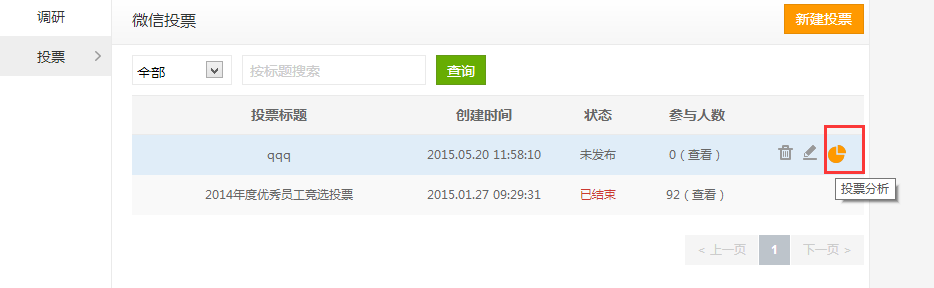 调研
微信投票
新建投票
投票
全部
按标题搜索
查询
投票标题 创建时间 状态 参与人数
qqq 2015.05.20 11:58:10 未发布 0（查看）
投票分析
2014年度优秀员工竞选投票 2015.01.27 09:29:31 已结束 92（查看）
< 上一页 1 下一页 >